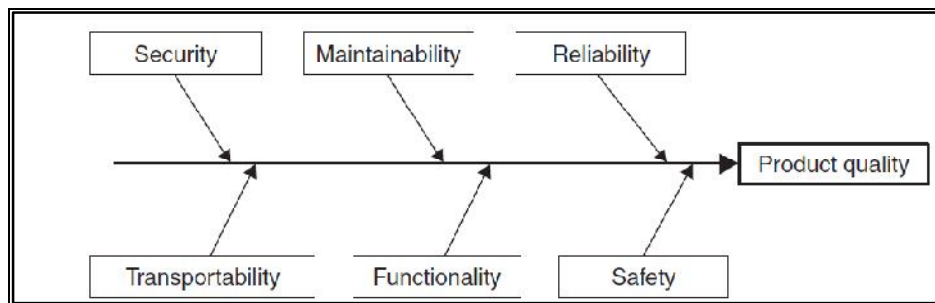 Security
Maintainability
Reliability
Product quality
Transportability
Functionality
Safety